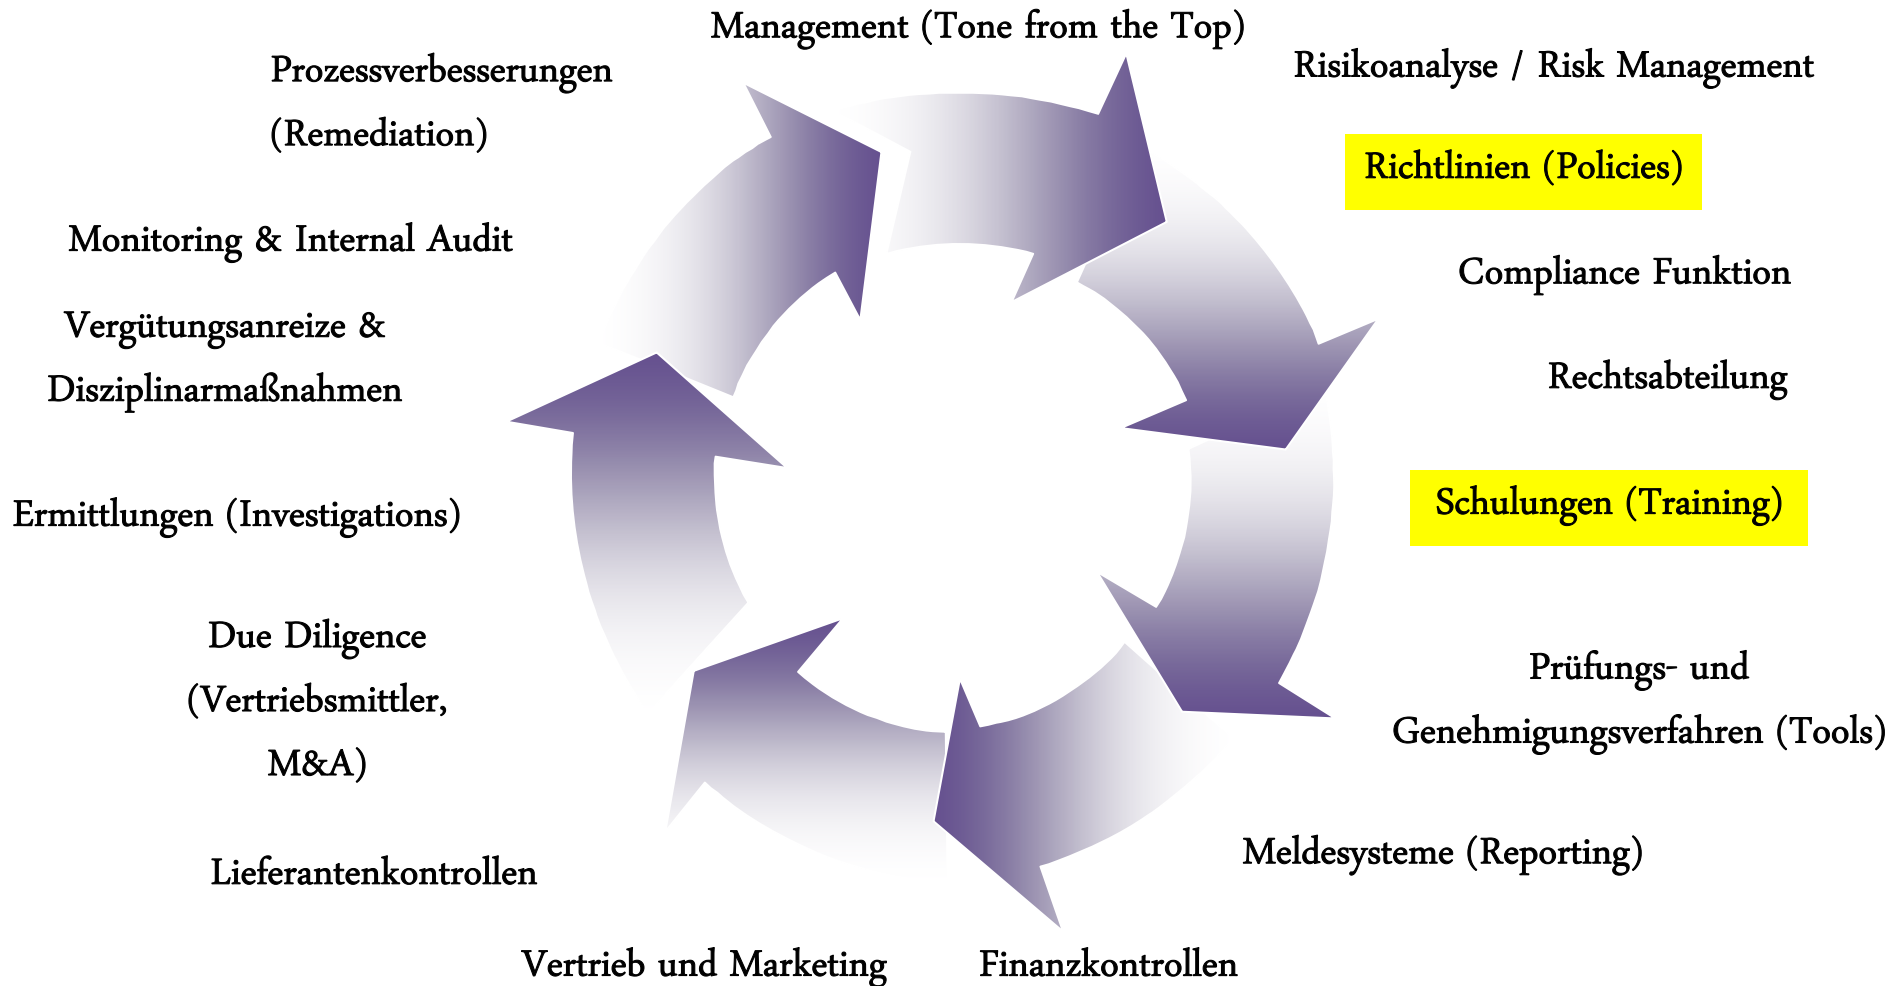 Management (Tone from the Top)
Risikoanalyse / Risk Management
Richtlinien (Policies)
Compliance Funktion
Rechtsabteilung
Schulungen (Training)
Prüfungs- und
Genehmigungsverfahren (Tools)
Meldesysteme (Reporting)
Finanzkontrollen
Vertrieb und Marketing
Lieferantenkontrollen
Due Diligence
(Vertriebsmittler,
M&A)
Ermittlungen (Investigations)
Vergütungsanreize &
Disziplinarmaßnahmen
Monitoring & Internal Audit
Prozessverbesserungen
(Remediation)